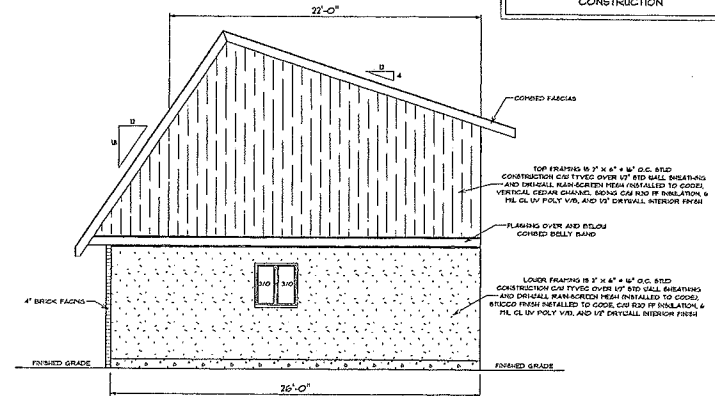 CONSTRUCTION
22'-0"
12
4
COMBED FASCIAS
12
18
TOP FRAMING IS 2" X 6" @ 16" O.C. STUD
CONSTRUCTION C/W TYVEC OVER 1/2" STD WALL SHEATHING
AND DRI-WALL RAIN-SCREEN MESH (INSTALLED TO CODE),
VERTICAL CEDAR CHANNEL SIDING C/W R20 FF INSULATION, 6
MIL CL UV POLY V/B, AND 1/2" DRYWALL INTERIOR FINISH
FLASHING OVER AND BELOW
COMBED BELLY BAND
3/0
3/0
LOWER FRAMING IS 2" X 6" @ 16" O.C. STUD
CONSTRUCTION C/W TYVEC OVER 1/2" STD WALL SHEATHING
AND DRI-WALL RAIN-SCREEN MESH (INSTALLED TO CODE),
STUCCO FINISH INSTALLED TO CODE, C/W R20 FF INSULATION, 6
MIL CL UV POLY V/B, AND 1/2" DRYWALL INTERIOR FINISH
4" BRICK FACING
FINISHED GRADE
FINISHED GRADE
26'-0"